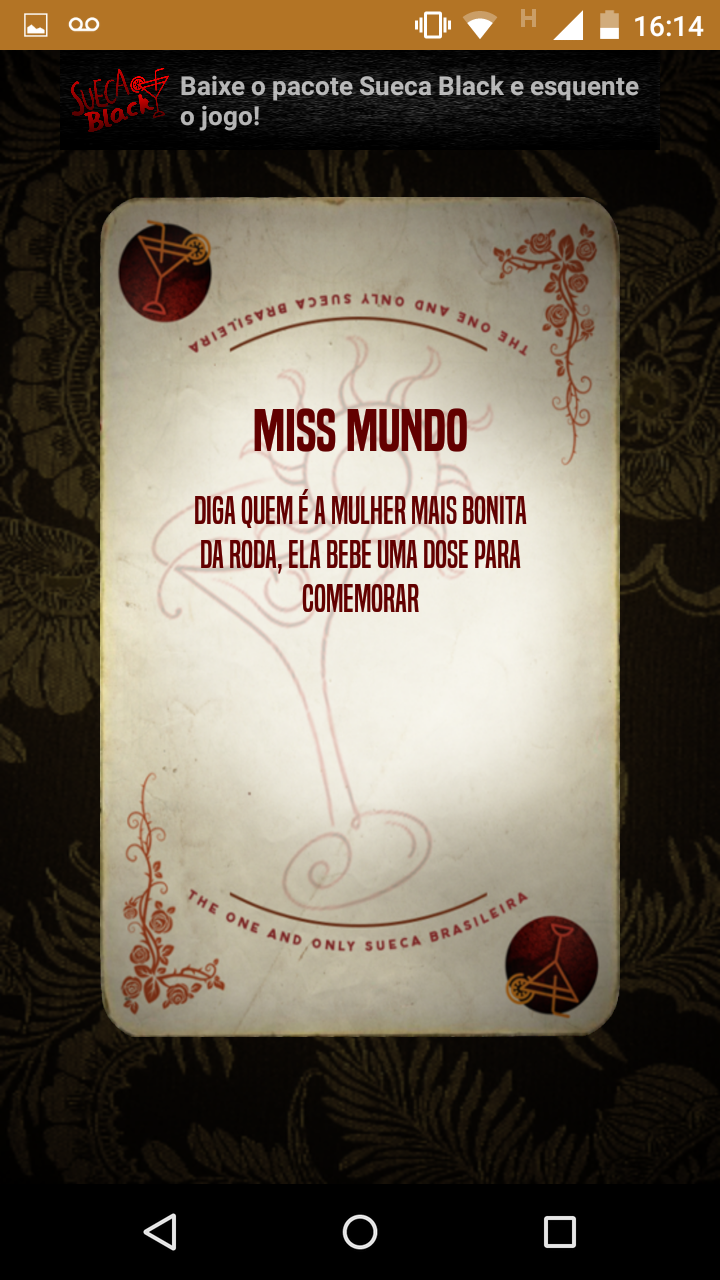 H
16:14
SUECA
Black
Baixe o pacote Sueca Black e esquente
o jogo!
THE ONE AND ONLY SUECA BRASILEIRA
MISS MUNDO
DIGA QUEM É A MULHER MAIS BONITA
DA RODA, ELA BEBE UMA DOSE PARA
COMEMORAR
THE ONE AND ONLY SUECA BRASILEIRA